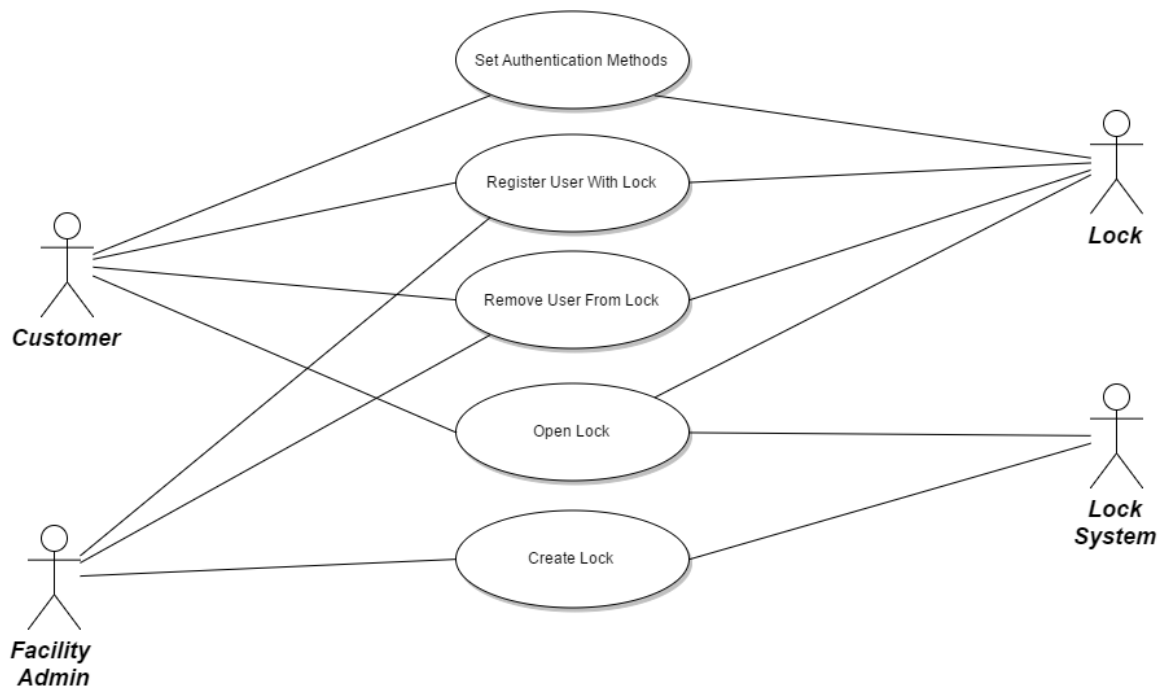 Set Authentication Methods
Register User With Lock
Lock
Customer
Remove User From Lock
Open Lock
Lock
System
Create Lock
Facility
Admin